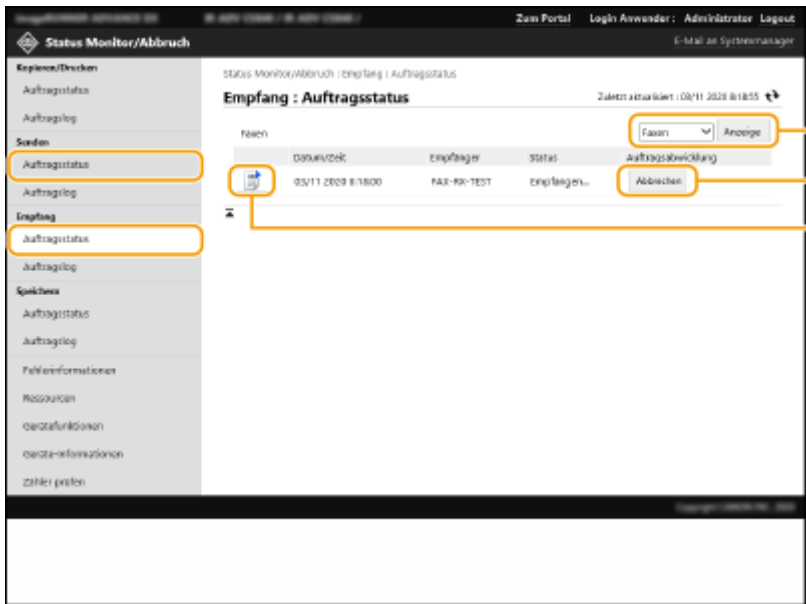 Zum Portal Login Anwender: Administrator Logout
Status Monitor/Abbruch
E-Mail an Systemmanager
Kopieren/Drucken
Auftragsstatus
Auftragslog
Senden
Auftragsstatus
Auftragslog
Empfang
Auftragsstatus
Auftragslog
Speichern
Auftragsstatus
Auftragslog
Fehlerinformationen
Ressourcen
Gerätefunktionen
Geräte-Informationen
Zähler prüfen
Status Monitor/Abbruch : Empfang : Auftragsstatus
Empfang : Auftragsstatus
Zuletzt aktualisiert : 03/11 2020 8:18:55
Faxen
Faxen Anzeige
Datum/Zeit Empfänger Status Auftragsabwicklung
03/11 2020 8:18:00 FAX-RX-TEST Empfangen... Abbrechen